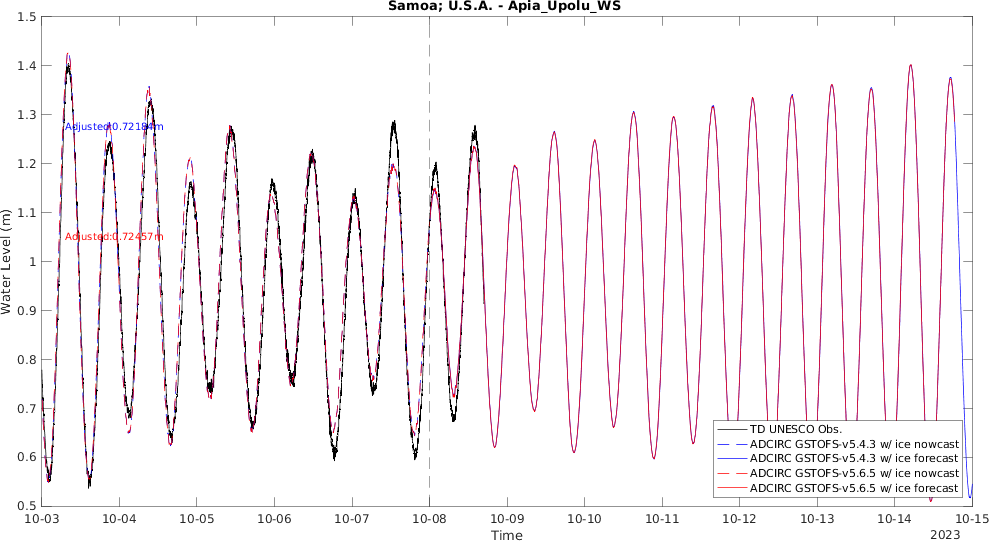 Samoa; U.S.A. - Apia_Upolu_WS
Water Level (m)
1.5
1.4
1.3
1.2
1.1
1
0.9
0.8
0.7
0.6
0.5
Adjusted:0.72184m
Adjusted:0.72457m
TD UNESCO Obs.
ADCIRC GSTOFS-v5.4.3 w/ ice nowcast
ADCIRC GSTOFS-v5.4.3 w/ ice forecast
ADCIRC GSTOFS-v5.6.5 w/ ice nowcast
ADCIRC GSTOFS-v5.6.5 w/ ice forecast
10-03 10-04 10-05 10-06 10-07 10-08 10-09 10-10 10-11 10-12 10-13 10-14 10-15
Time
2023